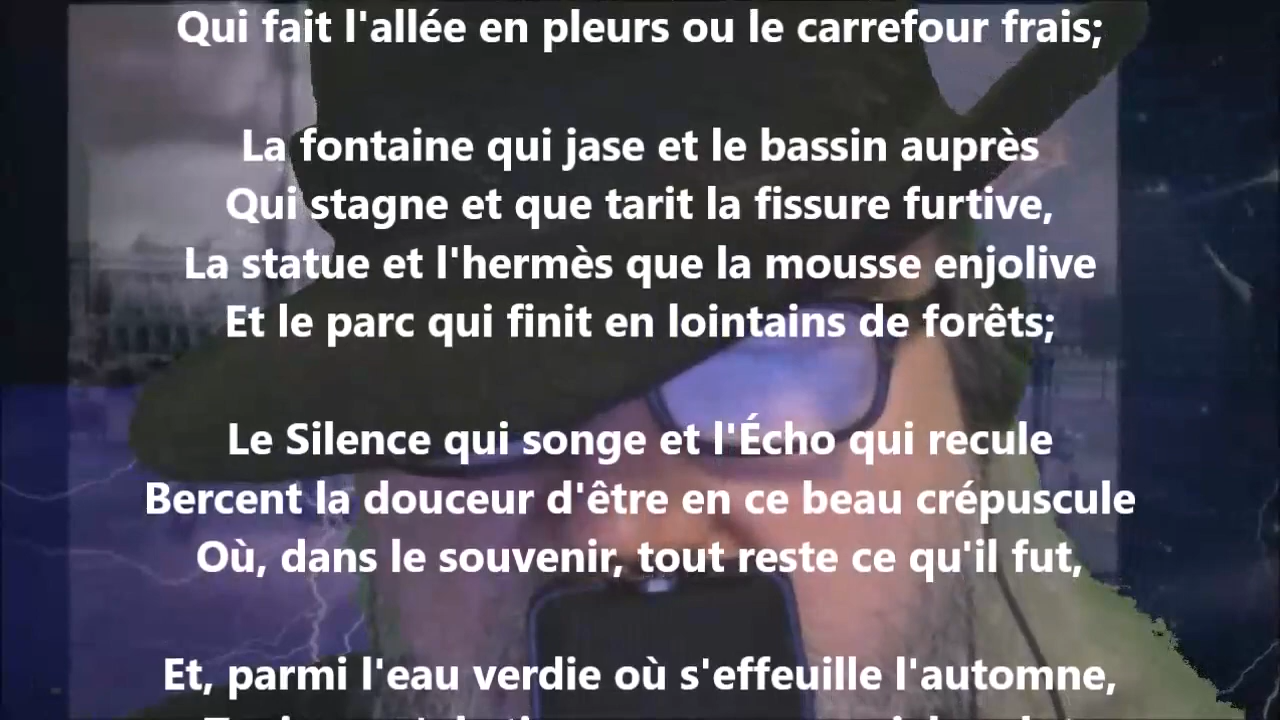 Qui fait l'allée en pleurs ou le carrefour frais;
La fontaine qui jase et le bassin auprès
Qui stagne et que tarit la fissure furtive,
La statue et l'hermès que la mousse enjolive
Et le parc qui finit en lointains de forêts;
Le Silence qui songe et l'Écho qui recule
Bercent la douceur d'être en ce beau crépuscule
Où, dans le souvenir, tout reste ce qu'il fut,
Et, parmi l'eau verdie où s'effeuille l'automne,